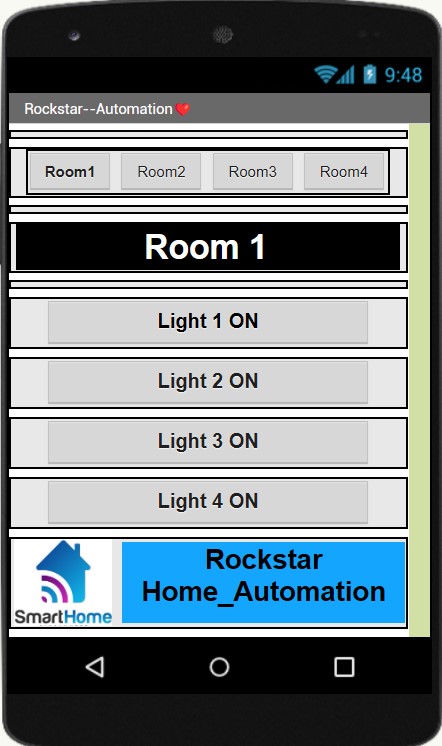 9:48
Rockstar--Automation❤️
Room1 Room2 Room3 Room4
Room 1
Light 1 ON
Light 2 ON
Light 3 ON
Light 4 ON
SmartHome
Rockstar
Home_Automation